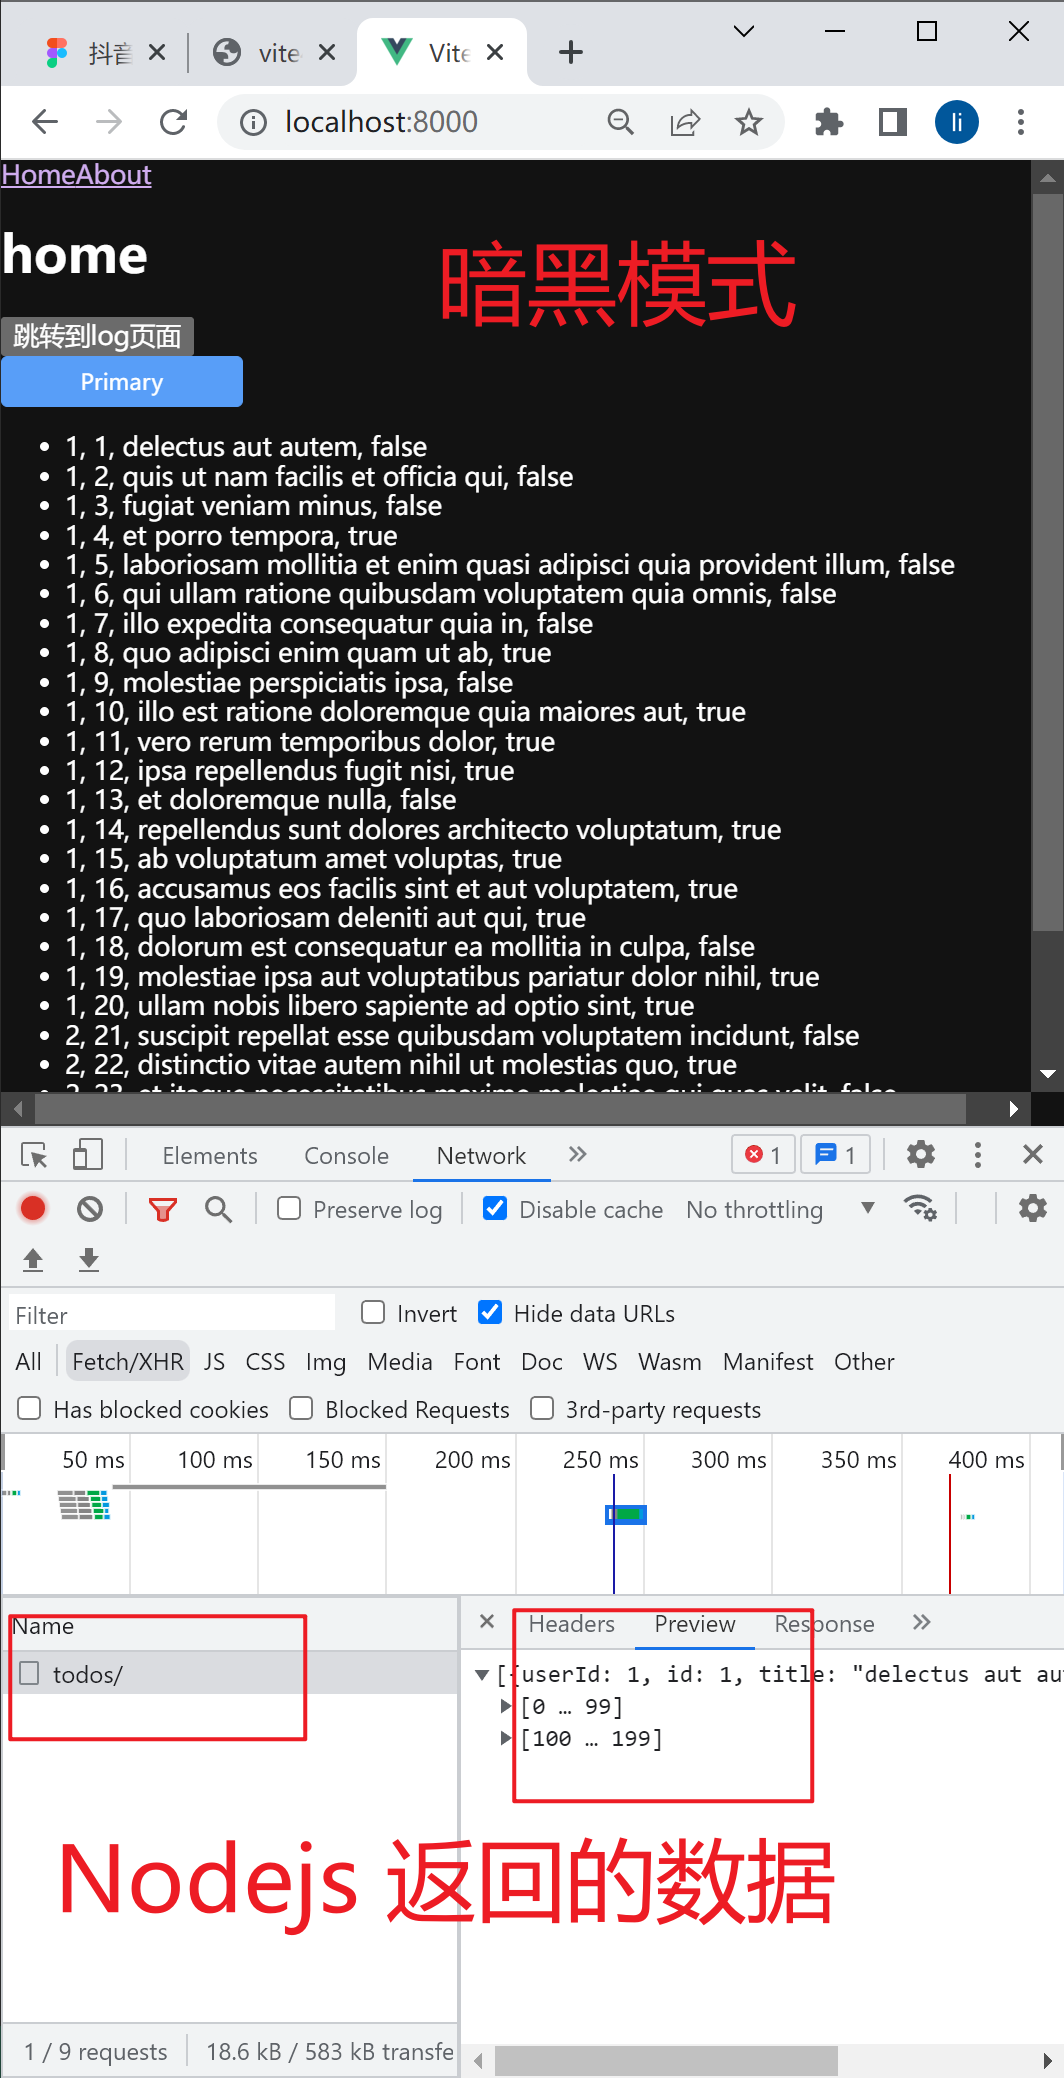 抖音
vite
Vite
localhost:8000
li
HomeAbout
home
暗黑模式
跳转到log页面
Primary
1, 1, delectus aut autem, false
1, 2, quis ut nam facilis et officia qui, false
1, 3, fugiat veniam minus, false
1, 4, et porro tempora, true
1, 5, laboriosam mollitia et enim quasi adipisci quia provident illum, false
1, 6, qui ullam ratione quibusdam voluptatem quia omnis, false
1, 7, illo expedita consequatur quia in, false
1, 8, quo adipisci enim quam ut ab, true
1, 9, molestiae perspiciatis ipsa, false
1, 10, illo est ratione doloremque quia maiores aut, true
1, 11, vero rerum temporibus dolor, true
1, 12, ipsa repellendus fugit nisi, true
1, 13, et doloremque nulla, false
1, 14, repellendus sunt dolores architecto voluptatum, true
1, 15, ab voluptatum amet voluptas, true
1, 16, accusamus eos facilis sint et aut voluptatem, true
1, 17, quo laboriosam deleniti aut qui, true
1, 18, dolorum est consequatur ea mollitia in culpa, false
1, 19, molestiae ipsa aut voluptatibus pariatur dolor nihil, true
1, 20, ullam nobis libero sapiente ad optio sint, true
2, 21, suscipit repellat esse quibusdam voluptatem incidunt, false
2, 22, distinctio vitae autem nihil ut molestias quo, true
2, 23, et itaque necessitatibus maxime molestiae qui quas velit, false
Elements Console Network 1 1
Preserve log Disable cache No throttling
Filter Invert Hide data URLs
All Fetch/XHR JS CSS Img Media Font Doc WS Wasm Manifest Other
Has blocked cookies Blocked Requests 3rd-party requests
50 ms 100 ms 150 ms 200 ms 250 ms 300 ms 350 ms 400 ms
Name
todos/
Headers Preview Response
[{userId: 1, id: 1, title: "delectus aut au
[0 … 99]
[100 … 199]
Nodejs 返回的数据
1 / 9 requests 18.6 kB / 583 kB transfe